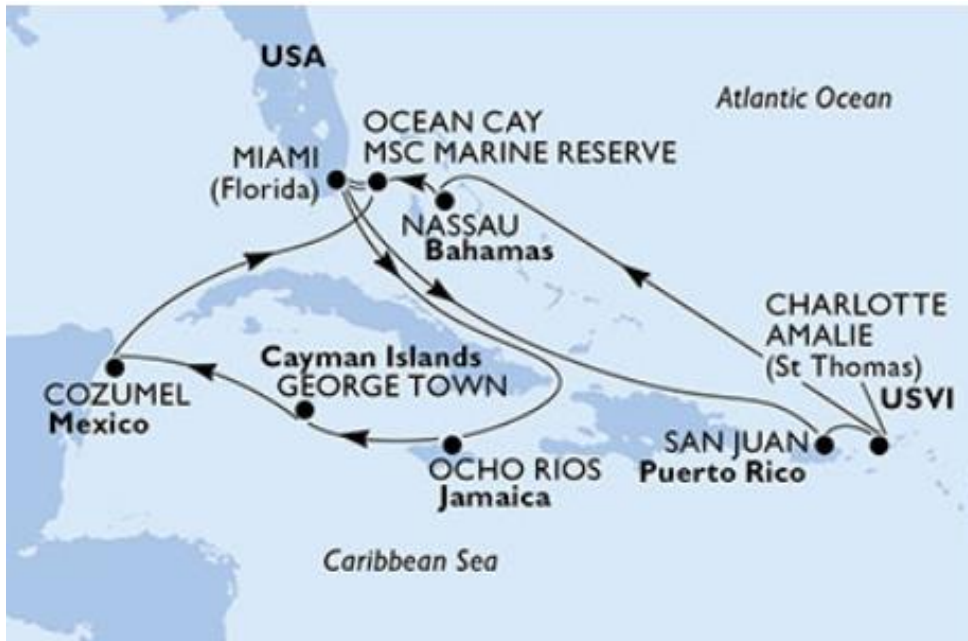 USA
Atlantic Ocean
OCEAN CAY
MSC MARINE RESERVE
MIAMI
(Florida)
NASSAU
Bahamas
CHARLOTTE
AMALIE
(St Thomas)
USVI
Cayman Islands
GEORGE TOWN
COZUMEL
Mexico
SAN JUAN
Puerto Rico
OCHO RIOS
Jamaica
Caribbean Sea